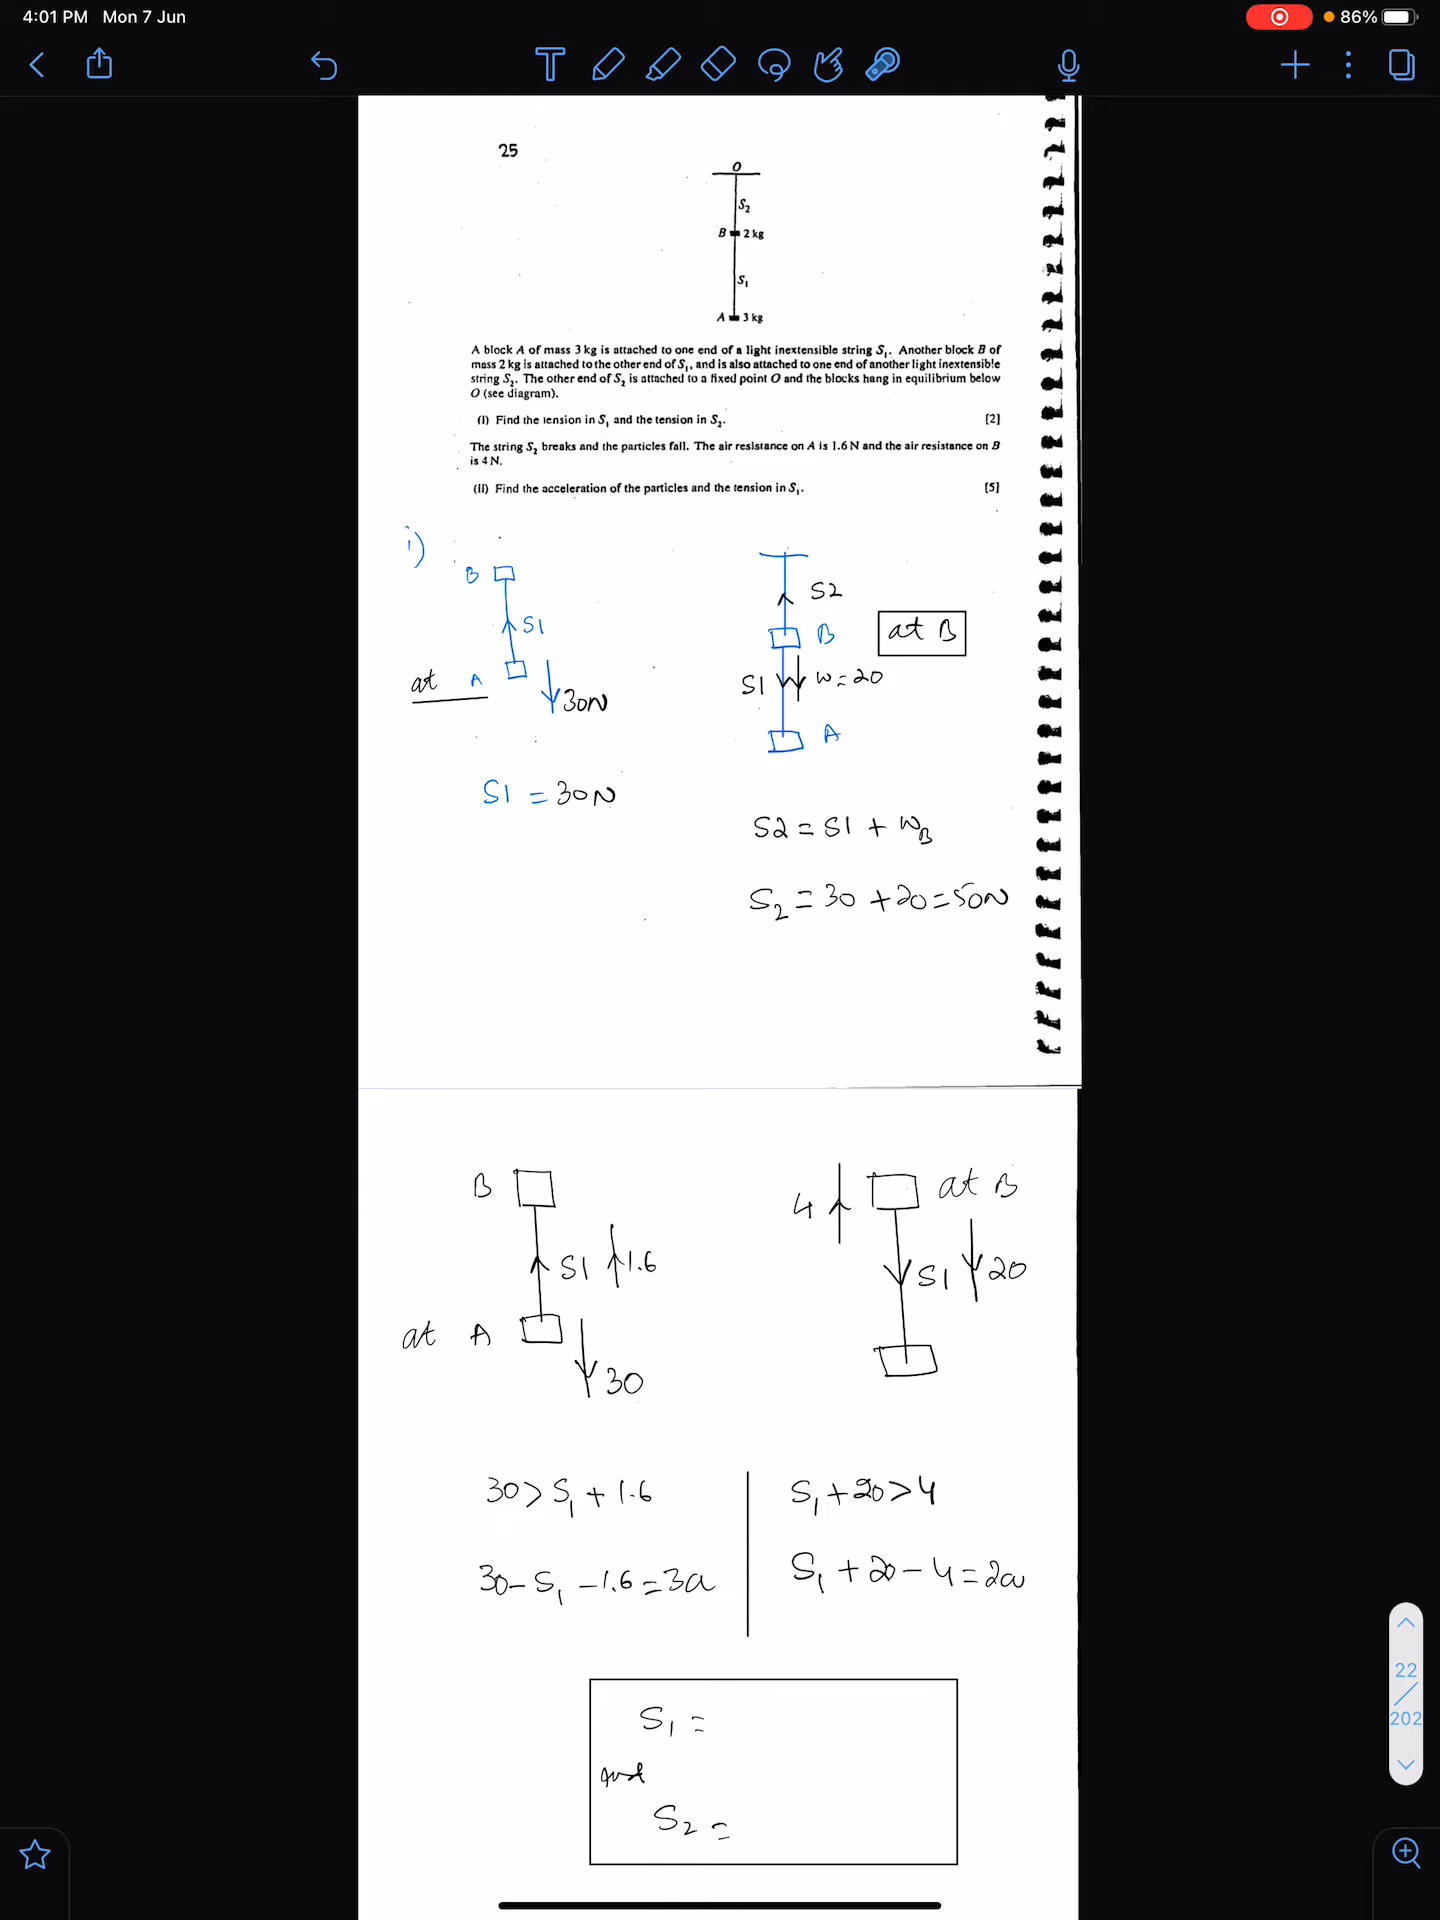 4:01 PM Mon 7 Jun
86%
25
O
S₂
B 2 kg
S₁
A 3 kg
A block A of mass 3 kg is attached to one end of a light inextensible string S₁. Another block B of
mass 2 kg is attached to the other end of S₁, and is also attached to one end of another light inextensible
string S₂. The other end of S₂ is attached to a fixed point O and the blocks hang in equilibrium below
O (see diagram).
(i) Find the tension in S₁ and the tension in S₂. [2]
The string S₂ breaks and the particles fall. The air resistance on A is 1.6 N and the air resistance on B
is 4 N.
(ii) Find the acceleration of the particles and the tension in S₁. [5]
i)
B
S1
at A
30N
S1 = 30N
S2
B
at B
S1 W = 20
A
S2 = S1 + W_B
S₂ = 30 + 20 = 50N
B
S1 1.6
at A
30
4
at B
S1 20
30 > S₁ + 1.6
30 - S₁ - 1.6 = 3a
S₁ + 20 > 4
S₁ + 20 - 4 = 2a
S₁ =
and
S₂ =
22
/
202